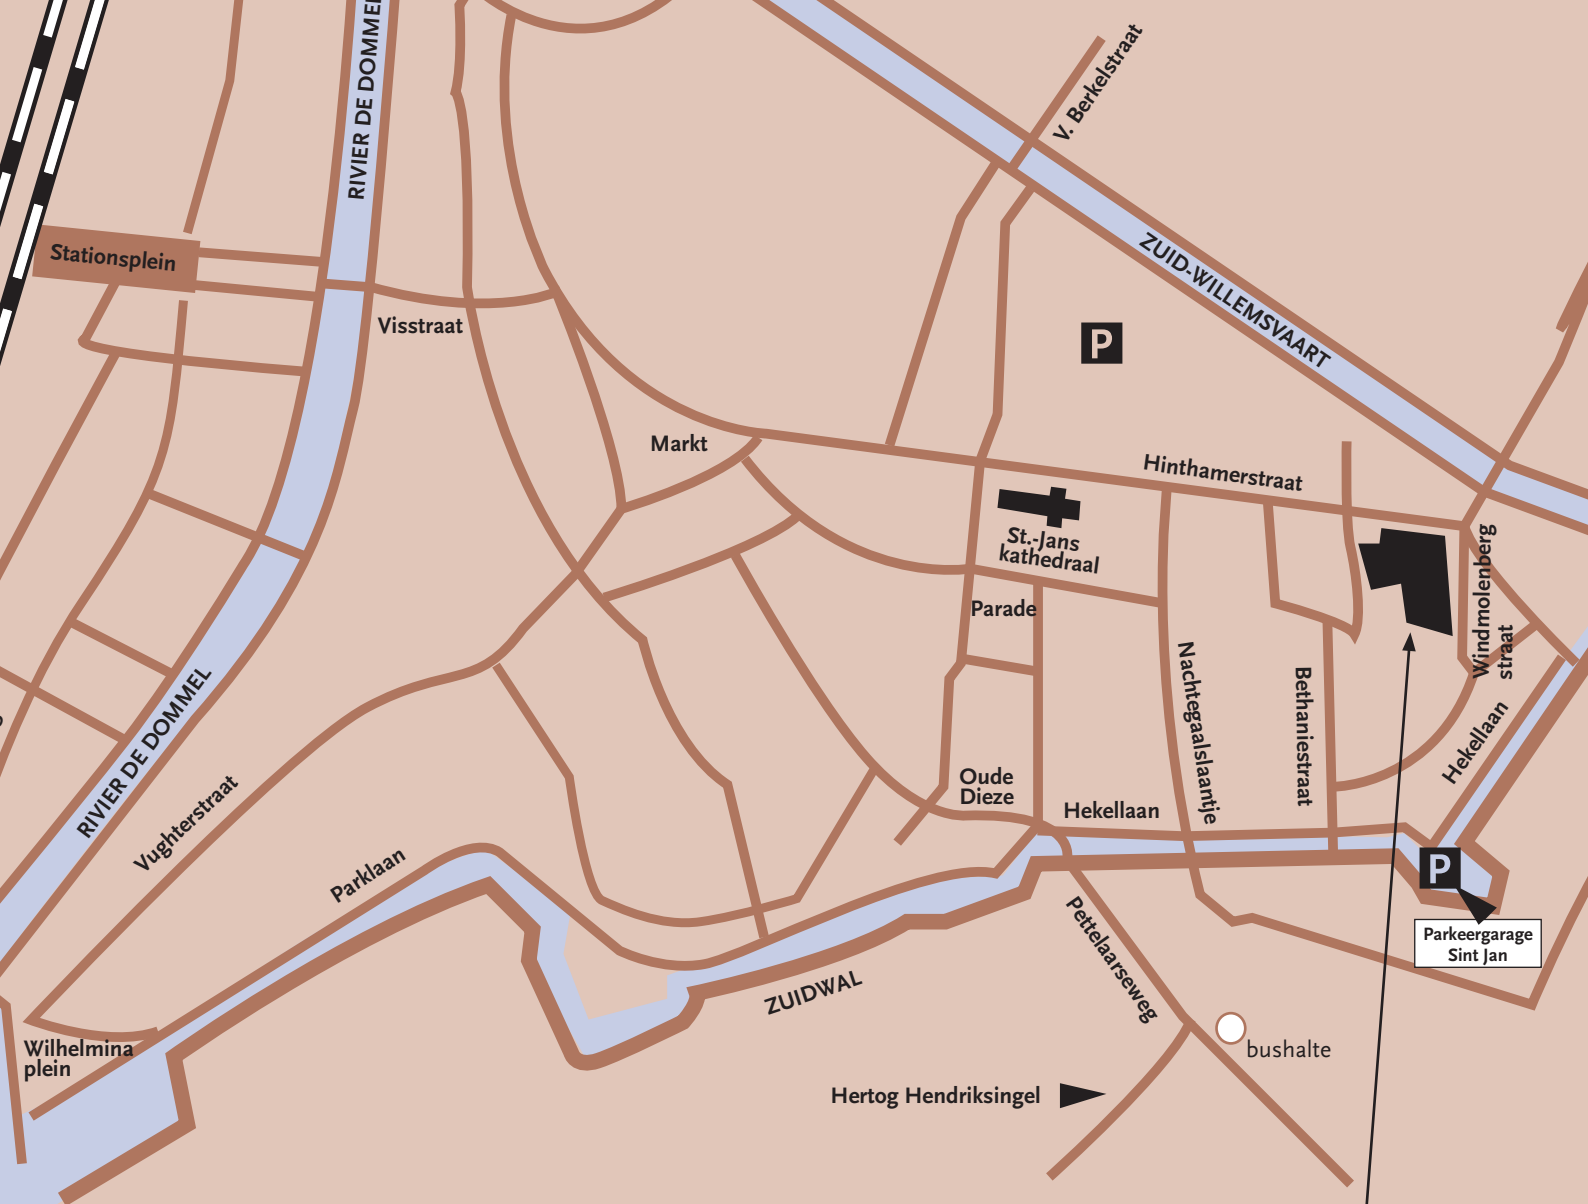 RIVIER DE DOMMEL
V. Berkelstraat
Stationsplein
ZUID-WILLEMSVAART
Visstraat
P
Markt
Hinthamerstraat
St.-Jans
kathedraal
Windmolenberg
straat
Parade
Nachtegaalslaantje
Bethaniestraat
Hekellaan
RIVIER DE DOMMEL
Vughterstraat
Oude
Dieze
Hekellaan
Parklaan
P
Pettelaarseweg
Parkeergarage
Sint Jan
ZUIDWAL
Wilhelmina
plein
bushalte
Hertog Hendriksingel